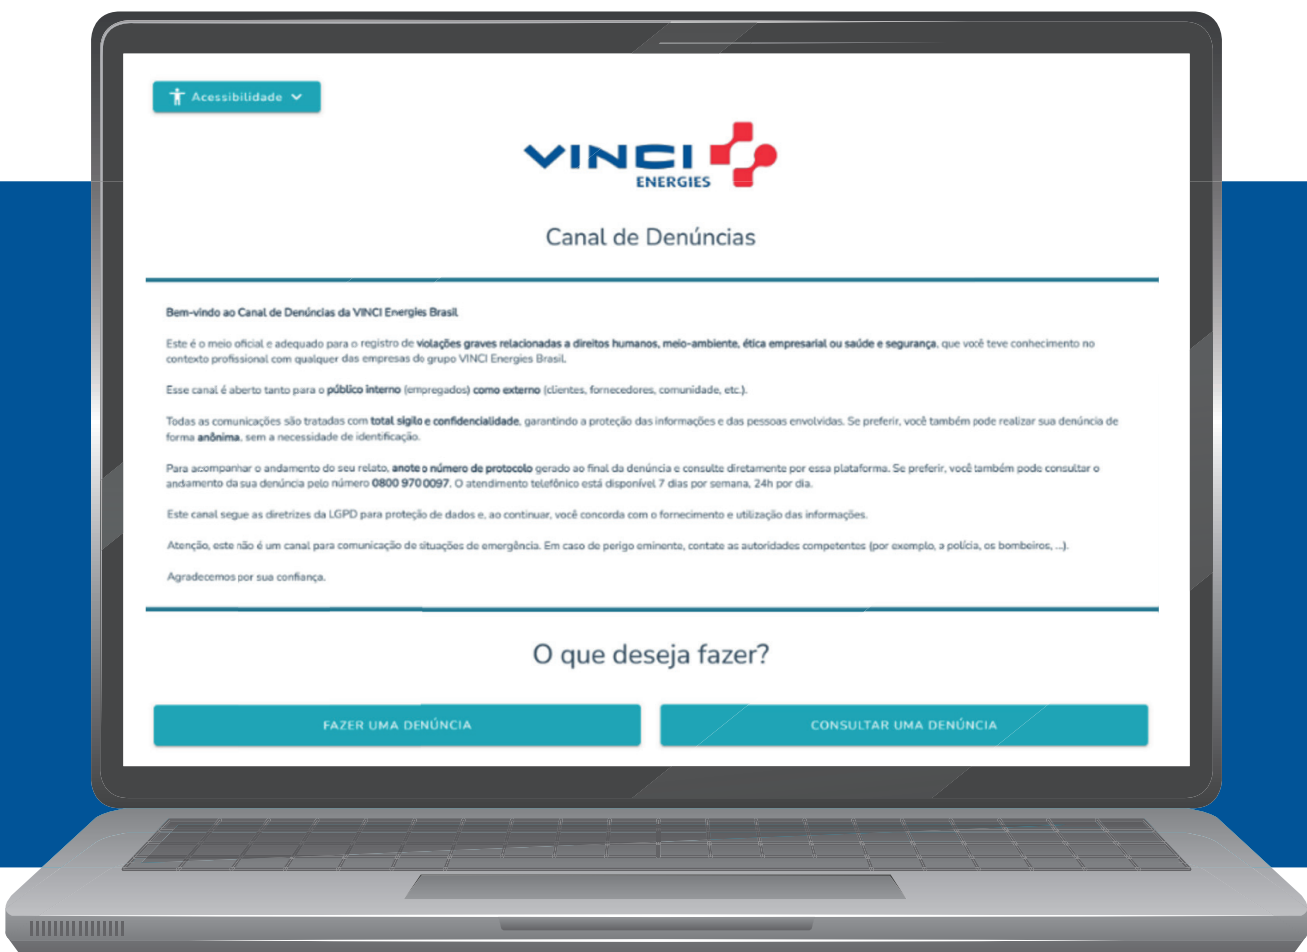 Acessibilidade
VINCI
ENERGIES
Canal de Denúncias
Bem-vindo ao Canal de Denúncias da VINCI Energies Brasil
Este é o meio oficial e adequado para o registro de violações graves relacionadas a direitos humanos, meio-ambiente, ética empresarial ou saúde e segurança, que você teve conhecimento no
contexto profissional com qualquer das empresas do grupo VINCI Energies Brasil.
Esse canal é aberto tanto para o público interno (empregados) como externo (clientes, fornecedores, comunidade, etc.).
Todas as comunicações são tratadas com total sigilo e confidencialidade, garantindo a proteção das informações e das pessoas envolvidas. Se preferir, você também pode realizar sua denúncia de
forma anônima, sem a necessidade de identificação.
Para acompanhar o andamento do seu relato, anote o número de protocolo gerado ao final da denúncia e consulte diretamente por essa plataforma. Se preferir, você também pode consultar o
andamento da sua denúncia pelo número 0800 970 0097. O atendimento telefônico está disponível 7 dias por semana, 24h por dia.
Este canal segue as diretrizes da LGPD para proteção de dados e, ao continuar, você concorda com o fornecimento e utilização das informações.
Atenção, este não é um canal para comunicação de situações de emergência. Em caso de perigo eminente, contate as autoridades competentes (por exemplo, a polícia, os bombeiros, ...).
Agradecemos por sua confiança.
O que deseja fazer?
FAZER UMA DENÚNCIA
CONSULTAR UMA DENÚNCIA